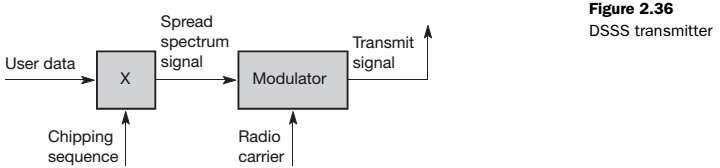 Figure 2.36
DSSS transmitter
User data
X
Spread
spectrum
signal
Modulator
Transmit
signal
Chipping
sequence
Radio
carrier